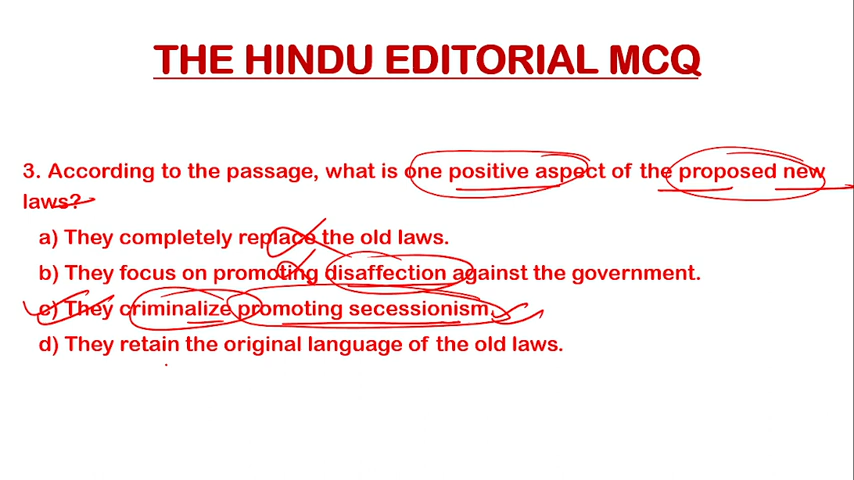 THE HINDU EDITORIAL MCQ
3. According to the passage, what is one positive aspect of the proposed new
laws?
a) They completely replace the old laws.
b) They focus on promoting disaffection against the government.
c) They criminalize promoting secessionism.
d) They retain the original language of the old laws.